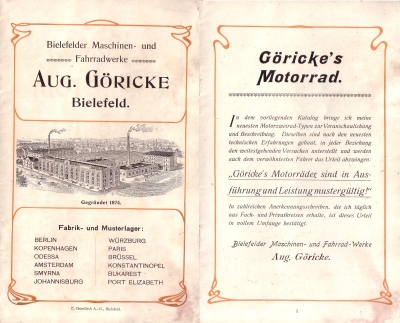 Bielefelder Maschinen- und
Fahrradwerke
AUG. GÖRICKE
Bielefeld.
Gegründet 1874.
Fabrik- und Musterlager:
BERLIN
KOPENHAGEN
ODESSA
AMSTERDAM
SMYRNA
JOHANNISBURG
WÜRZBURG
PARIS
BRÜSSEL
KONSTANTINOPEL
BUKAREST
PORT ELIZABETH
E. Gundlach A.-G., Bielefeld.
Göricke's
Motorrad.
In dem vorliegenden Katalog bringe ich meine
neuesten Motorzweirad-Typen zur Veranschaulichung
und Beschreibung. Dieselben sind nach den neuesten
technischen Erfahrungen gebaut, in jeder Beziehung
den weitestgehenden Versuchen unterstellt und werden
auch dem verwöhntesten Fahrer das Urteil abzwingen:
„Göricke's Motorräder sind in Aus-
führung und Leistung mustergültig!"
In zahlreichen Anerkennungsschreiben, die ich täglich
aus Fach- und Privatkreisen erhalte, ist dieses Urteil
in vollem Umfange bestätigt.
Bielefelder Maschinen- und Fahrrad-Werke
Aug. Göricke.